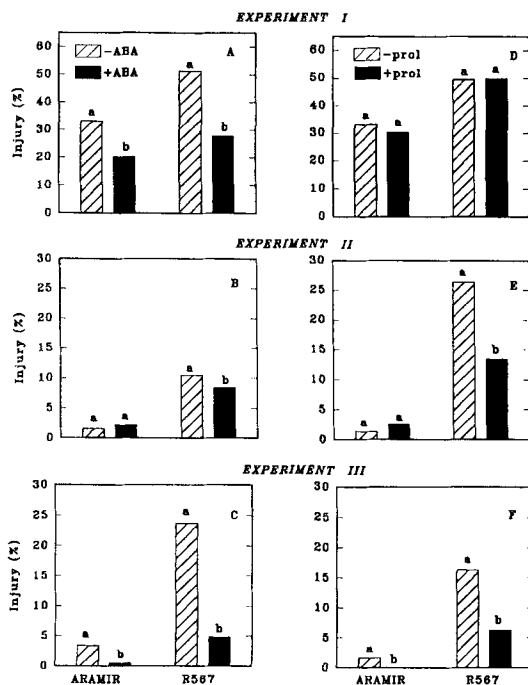 EXPERIMENT I
-ABA
+ABA
A
Injury (%)
60
50
40
30
20
10
0
a
b
a
b
-prol
+prol
D
60
50
40
30
20
10
0
a
a
a
a
EXPERIMENT II
B
Injury (%)
30
25
20
15
10
5
0
a
a
a
b
E
30
25
20
15
10
5
0
a
a
a
b
EXPERIMENT III
C
Injury (%)
30
25
20
15
10
5
0
a
b
a
b
ARAMIR
R567
F
30
25
20
15
10
5
0
a
b
a
b
ARAMIR
R567